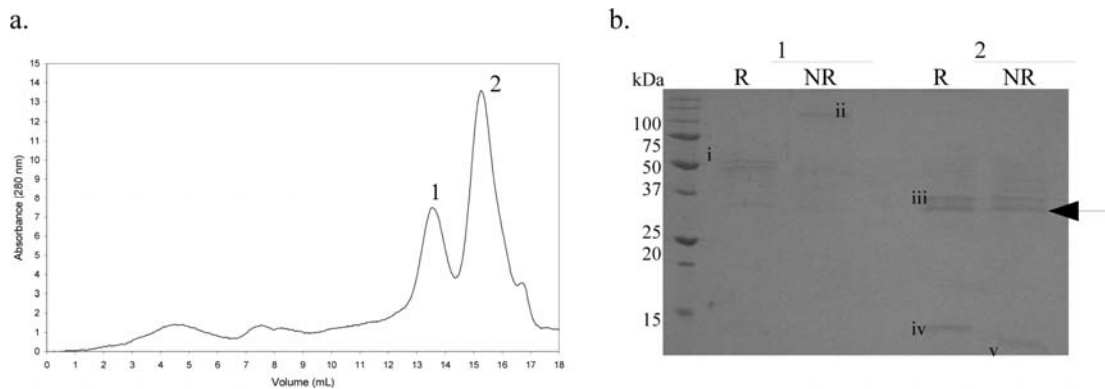 a.
15
14
13
12
11
10
9
8
7
6
5
4
3
2
1
0
Absorbance (280 nm)
1
2
0 1 2 3 4 5 6 7 8 9 10 11 12 13 14 15 16 17 18
Volume (mL)
b.
1 2
kDa R NR R NR
100
75
50
37
25
20
15
i
ii
iii
iv
v